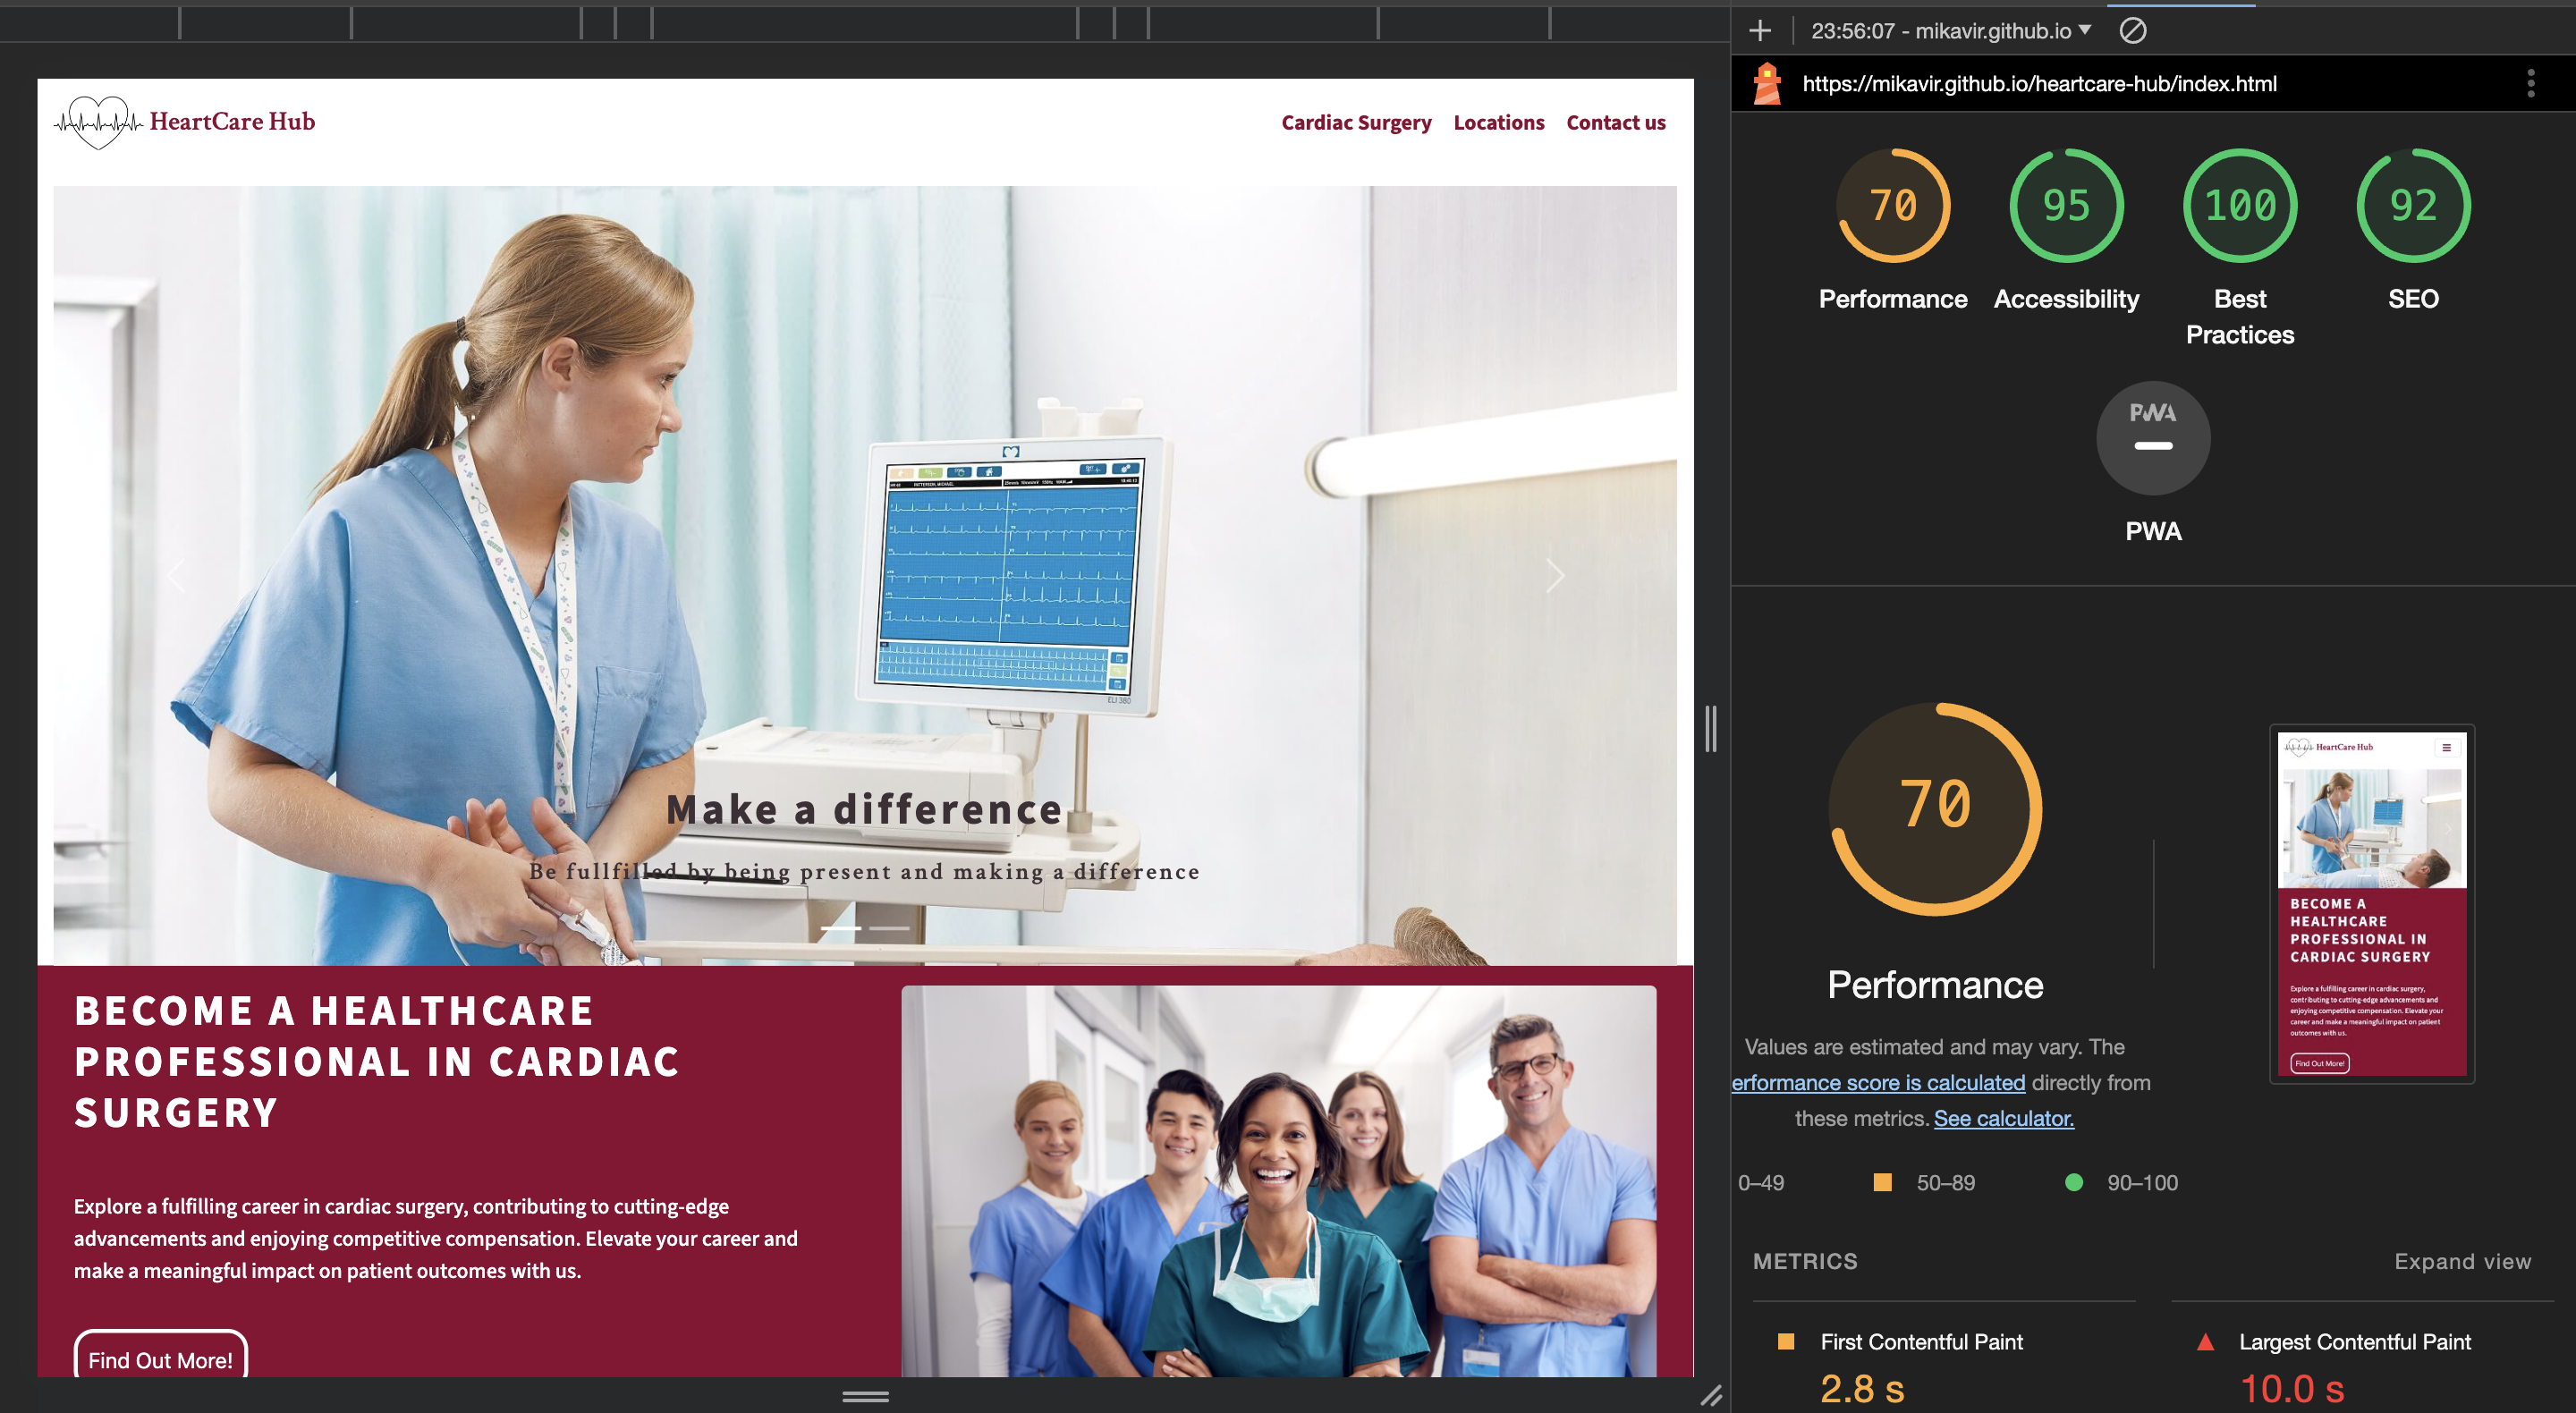 HeartCare Hub
Cardiac Surgery Locations Contact us
ELI 380
Make a difference
Be fullfilled by being present and making a difference
BECOME A HEALTHCARE
PROFESSIONAL IN CARDIAC
SURGERY
Explore a fulfilling career in cardiac surgery, contributing to cutting-edge
advancements and enjoying competitive compensation. Elevate your career and
make a meaningful impact on patient outcomes with us.
Find Out More!
23:56:07 - mikavir.github.io
https://mikavir.github.io/heartcare-hub/index.html
70 95 100 92
Performance Accessibility Best
Practices SEO
PWA
PWA
70
Performance
Values are estimated and may vary. The
erformance score is calculated directly from
these metrics. See calculator.
0–49 50–89 90–100
HeartCare Hub
BECOME A
HEALTHCARE
PROFESSIONAL IN
CARDIAC SURGERY
Explore a fulfilling career in cardiac surgery,
contributing to cutting-edge advancements and
enjoying competitive compensation. Elevate your
career and make a meaningful impact on patient
outcomes with us.
Find Out More!
METRICS Expand view
First Contentful Paint
2.8 s
Largest Contentful Paint
10.0 s